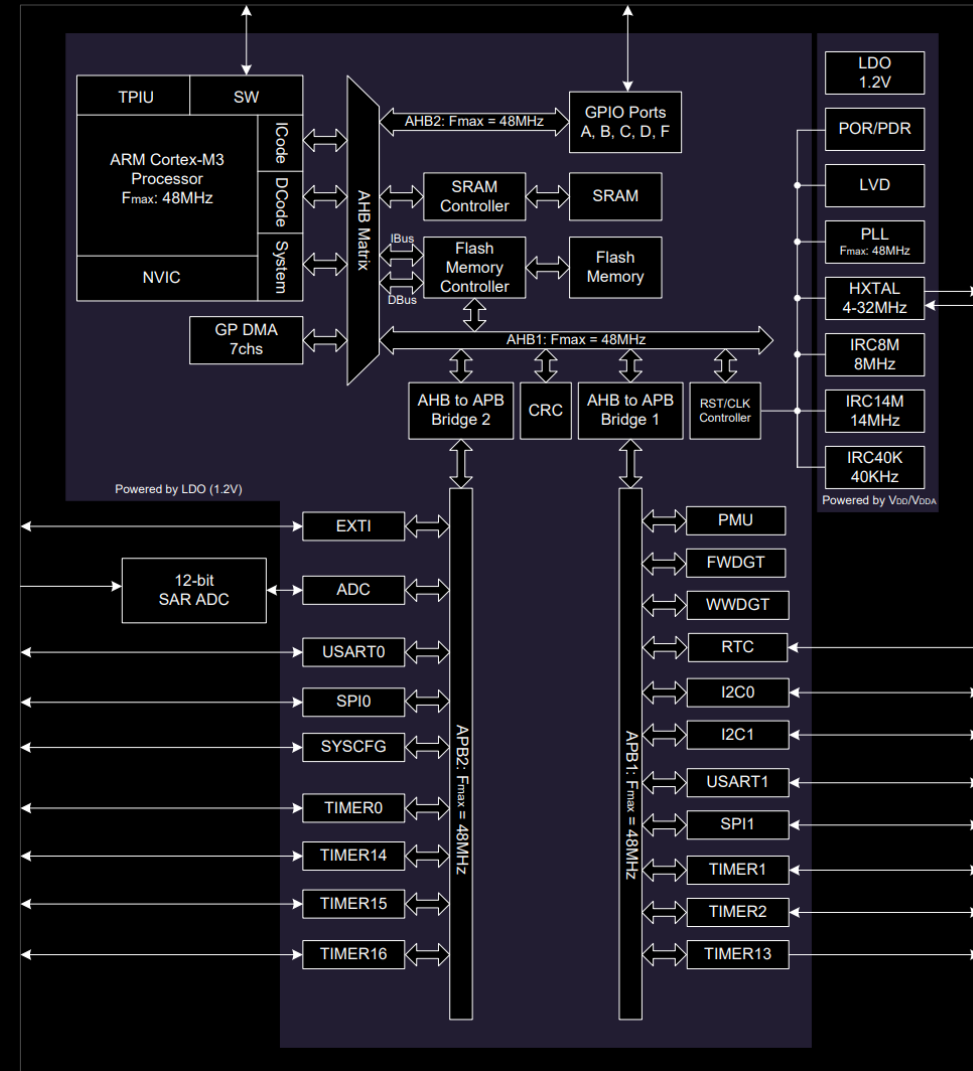 TPIU
SW
ARM Cortex-M3
Processor
Fmax: 48MHz
ICode
DCode
System
NVIC
GP DMA
7chs
AHB Matrix
AHB2: Fmax = 48MHz
GPIO Ports
A, B, C, D, F
SRAM
Controller
SRAM
IBus
DBus
Flash
Memory
Controller
Flash
Memory
AHB1: Fmax = 48MHz
AHB to APB
Bridge 2
CRC
AHB to APB
Bridge 1
RST/CLK
Controller
LDO
1.2V
POR/PDR
LVD
PLL
Fmax: 48MHz
HXTAL
4-32MHz
IRC8M
8MHz
IRC14M
14MHz
IRC40K
40KHz
Powered by VDD/VDDA
Powered by LDO (1.2V)
EXTI
12-bit
SAR ADC
ADC
USART0
SPI0
SYSCFG
TIMER0
TIMER14
TIMER15
TIMER16
APB2: Fmax = 48MHz
APB1: Fmax = 48MHz
PMU
FWDGT
WWDGT
RTC
I2C0
I2C1
USART1
SPI1
TIMER1
TIMER2
TIMER13